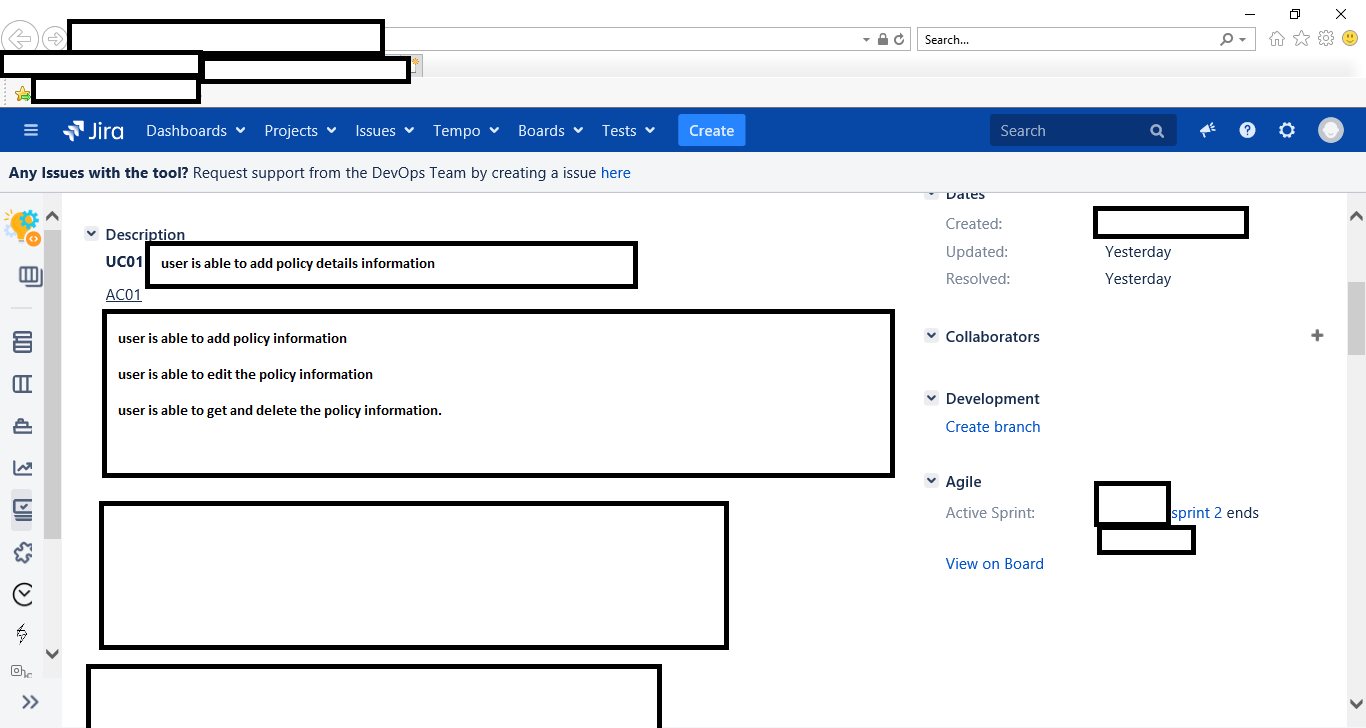 Search...
Jira Dashboards Projects Issues Tempo Boards Tests Create Search
Any Issues with the tool? Request support from the DevOps Team by creating a issue here
Description
UC01 user is able to add policy details information
AC01
user is able to add policy information
user is able to edit the policy information
user is able to get and delete the policy information.
Dates
Created:
Updated: Yesterday
Resolved: Yesterday
Collaborators
Development
Create branch
Agile
Active Sprint: sprint 2 ends
View on Board